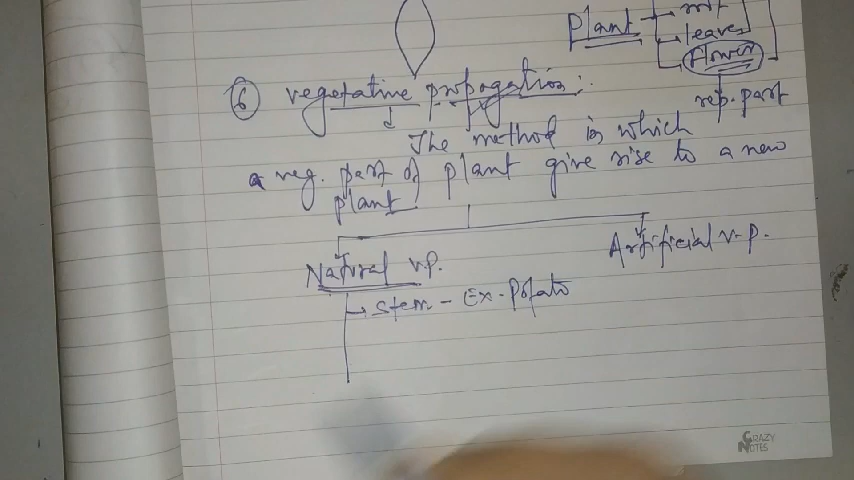 Plant root
leaves
flower
rep. part
⑥ vegetative propagation :-
The method in which
a veg. part of plant give rise to a new
plant
Natural v.p. Artificial v.p.
stem - Ex. Potato
CRAZY
NOTES